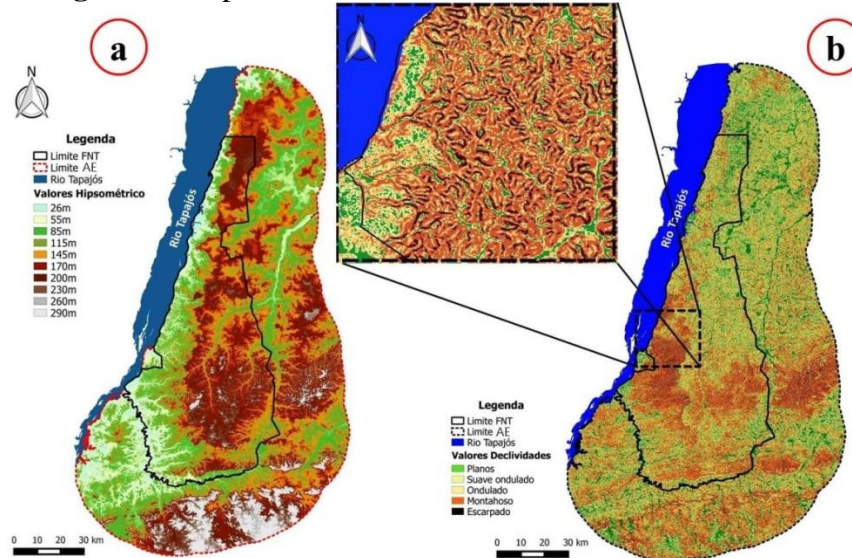 a
N
Legenda
Limite FNT
Limite AE
Rio Tapajós
Valores Hipsométrico
26m
55m
85m
115m
145m
170m
200m
230m
260m
290m
Rio Tapajós
0 10 20 30 km
N
b
N
Rio Tapajós
Legenda
Limite FNT
Limite AE
Rio Tapajós
Valores Declividades
Planos
Suave ondulado
Ondulado
Montahoso
Escarpado
0 10 20 30 km